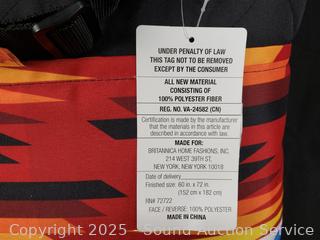 UNDER PENALTY OF LAW
THIS TAG NOT TO BE REMOVED
EXCEPT BY THE CONSUMER
ALL NEW MATERIAL
CONSISTING OF
100% POLYESTER FIBER
REG. NO. VA-24582 (CN)
Certification is made by the manufacturer
that the materials in this article are
described in accordance with law.
MADE FOR:
BRITANNICA HOME FASHIONS, INC.
214 WEST 39TH ST,
NEW YORK, NEW YORK 10018
Date of delivery
Finished size: 60 in. x 72 in.
(152 cm x 182 cm)
RN# 72722
FACE / REVERSE: 100% POLYESTER
MADE IN CHINA
Copyright 2025 - Sound Auction Service